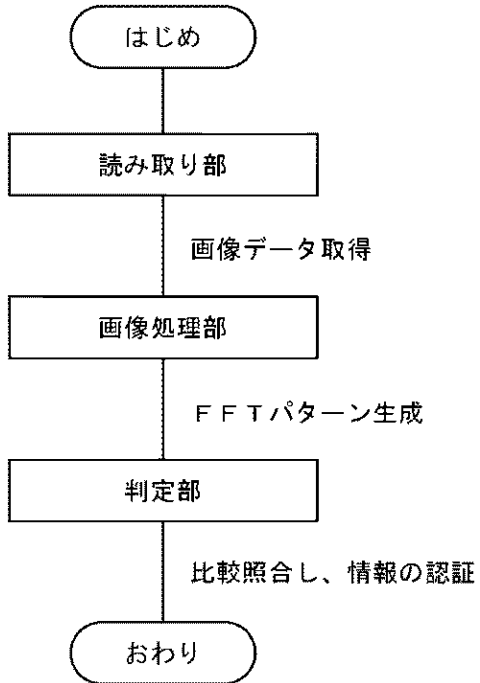 はじめ
読み取り部
画像データ取得
画像処理部
ＦＦＴパターン生成
判定部
比較照合し、情報の認証
おわり